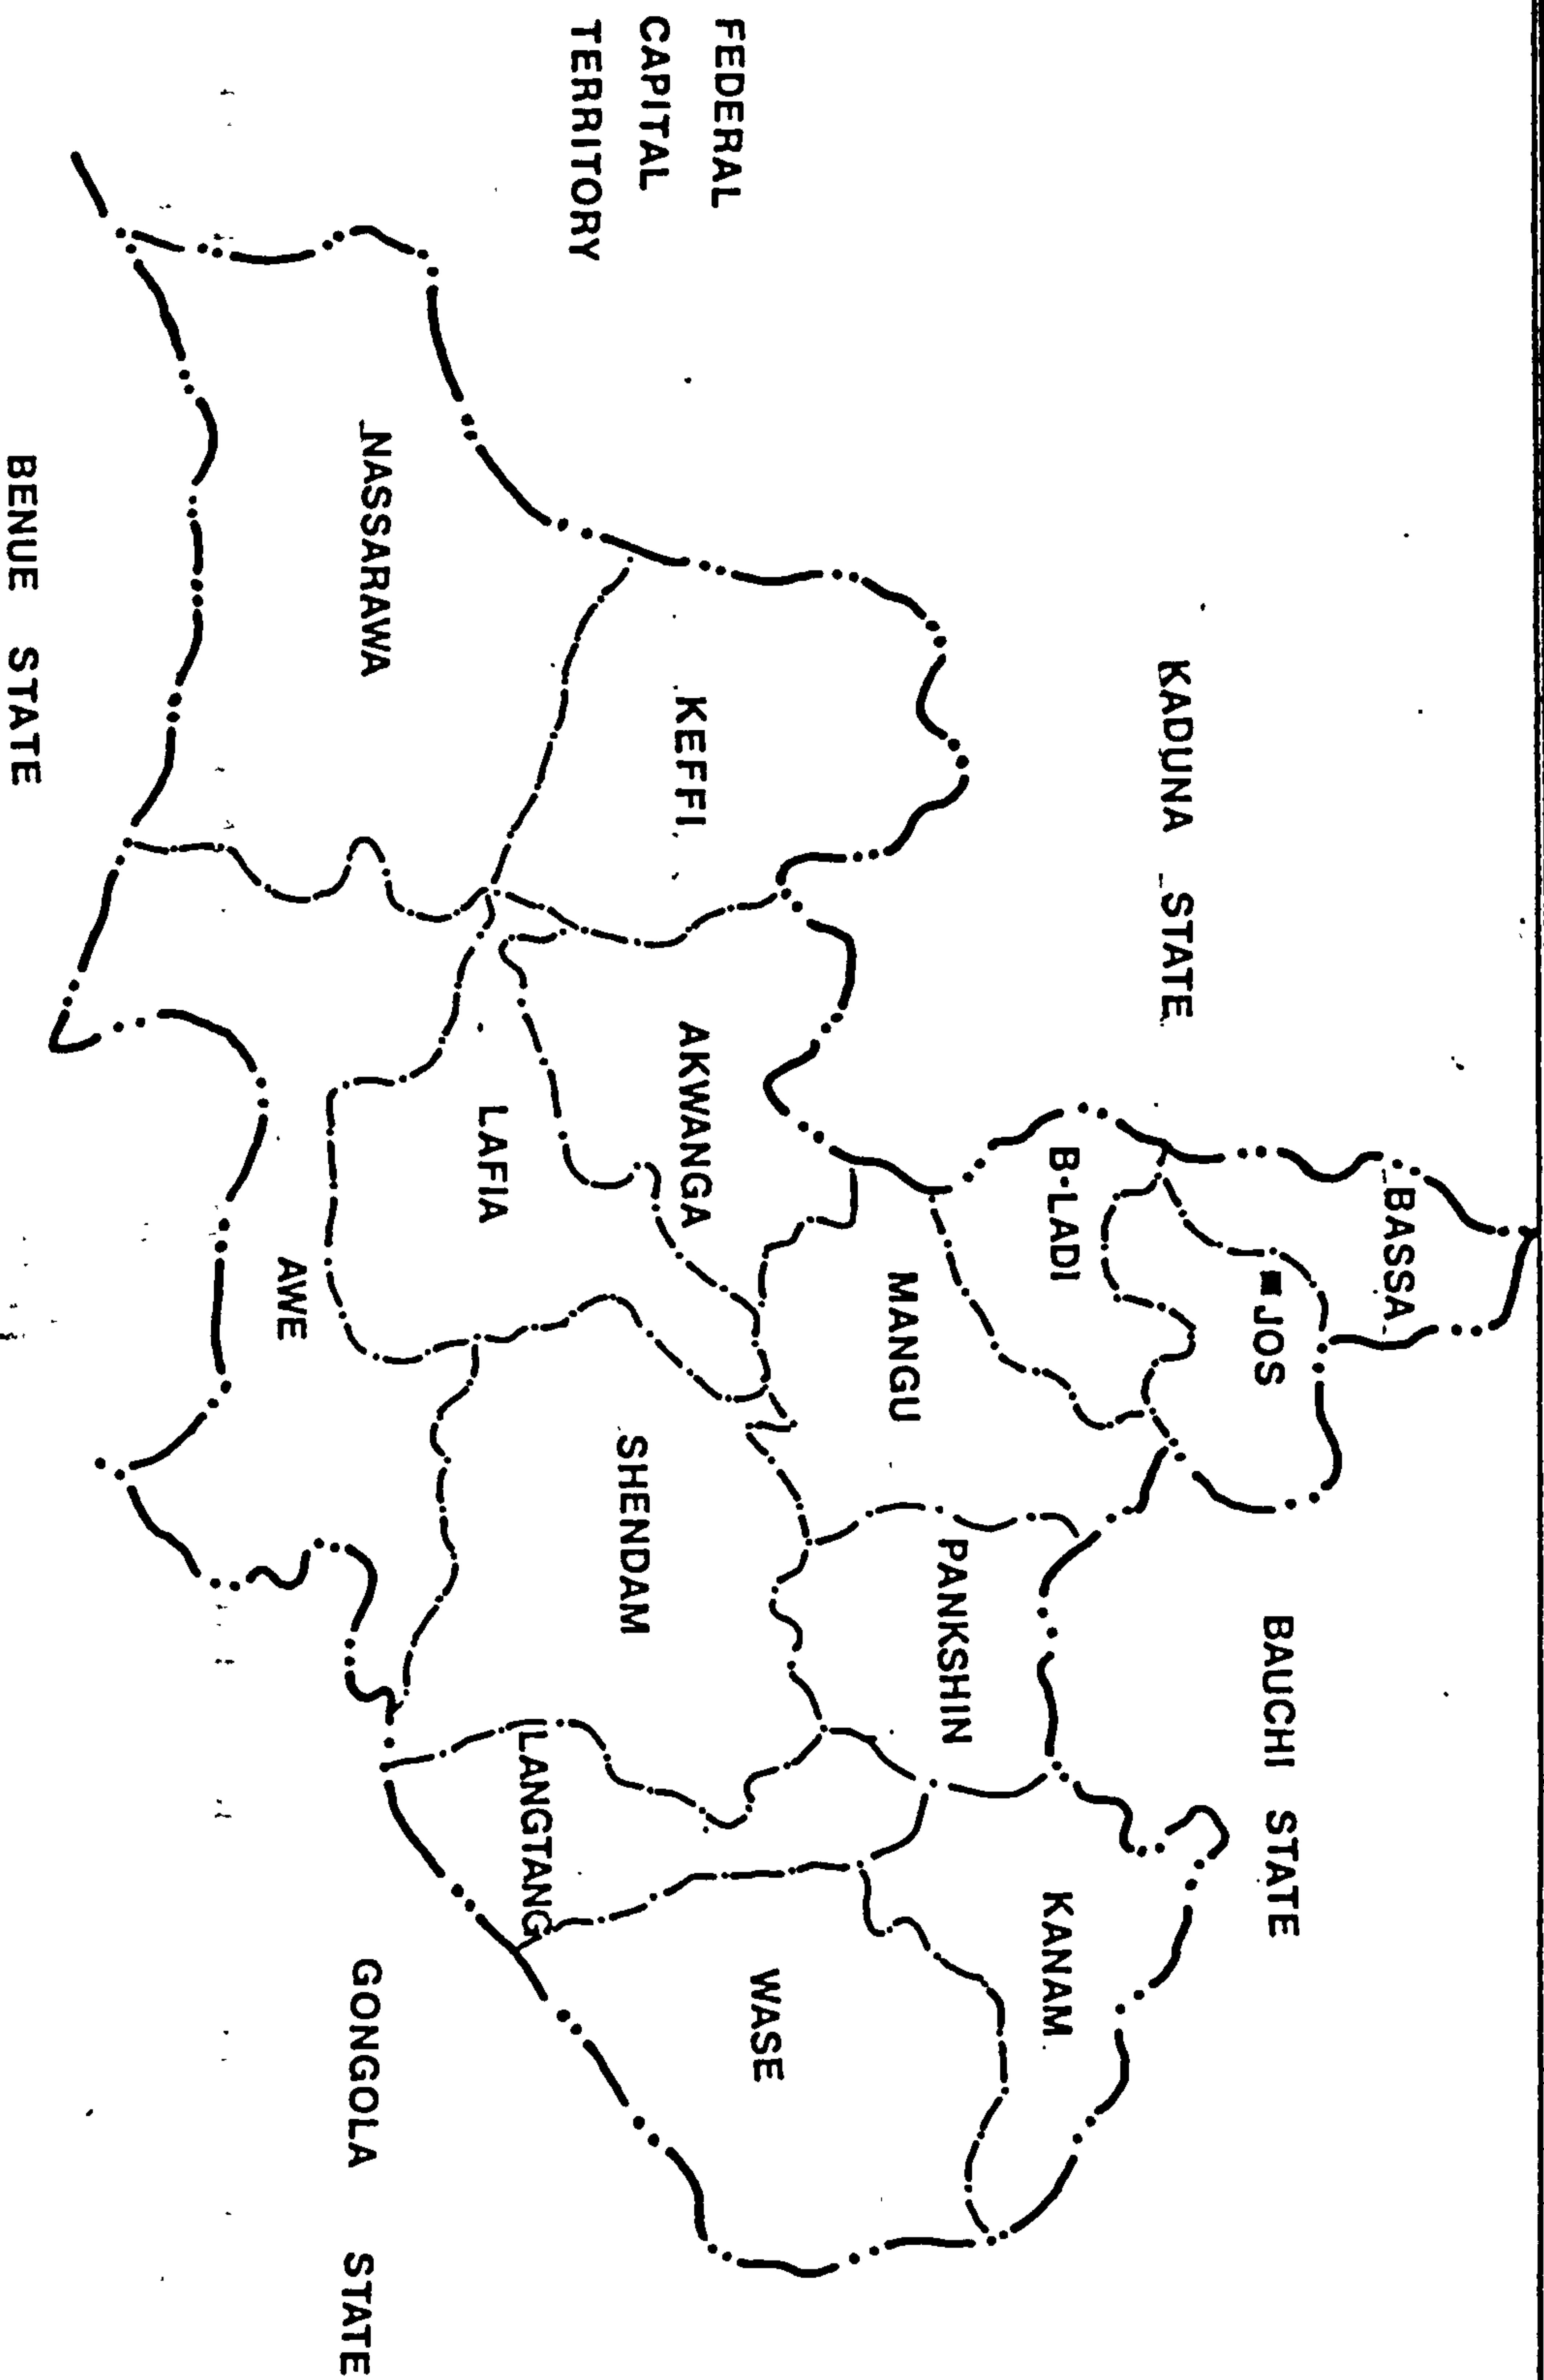 BASSA
JOS
BAUCHI STATE
KADUNA STATE
B-LADI
KANAM
PANKSHIN
MANGU
WASE
FEDERAL
CAPITAL
TERRITORY
KEFFI
AKWANGA
SHENDAM
LANGTANG
LAFIA
NASSARAWA
GONGOLA STATE
AWE
BENUE STATE